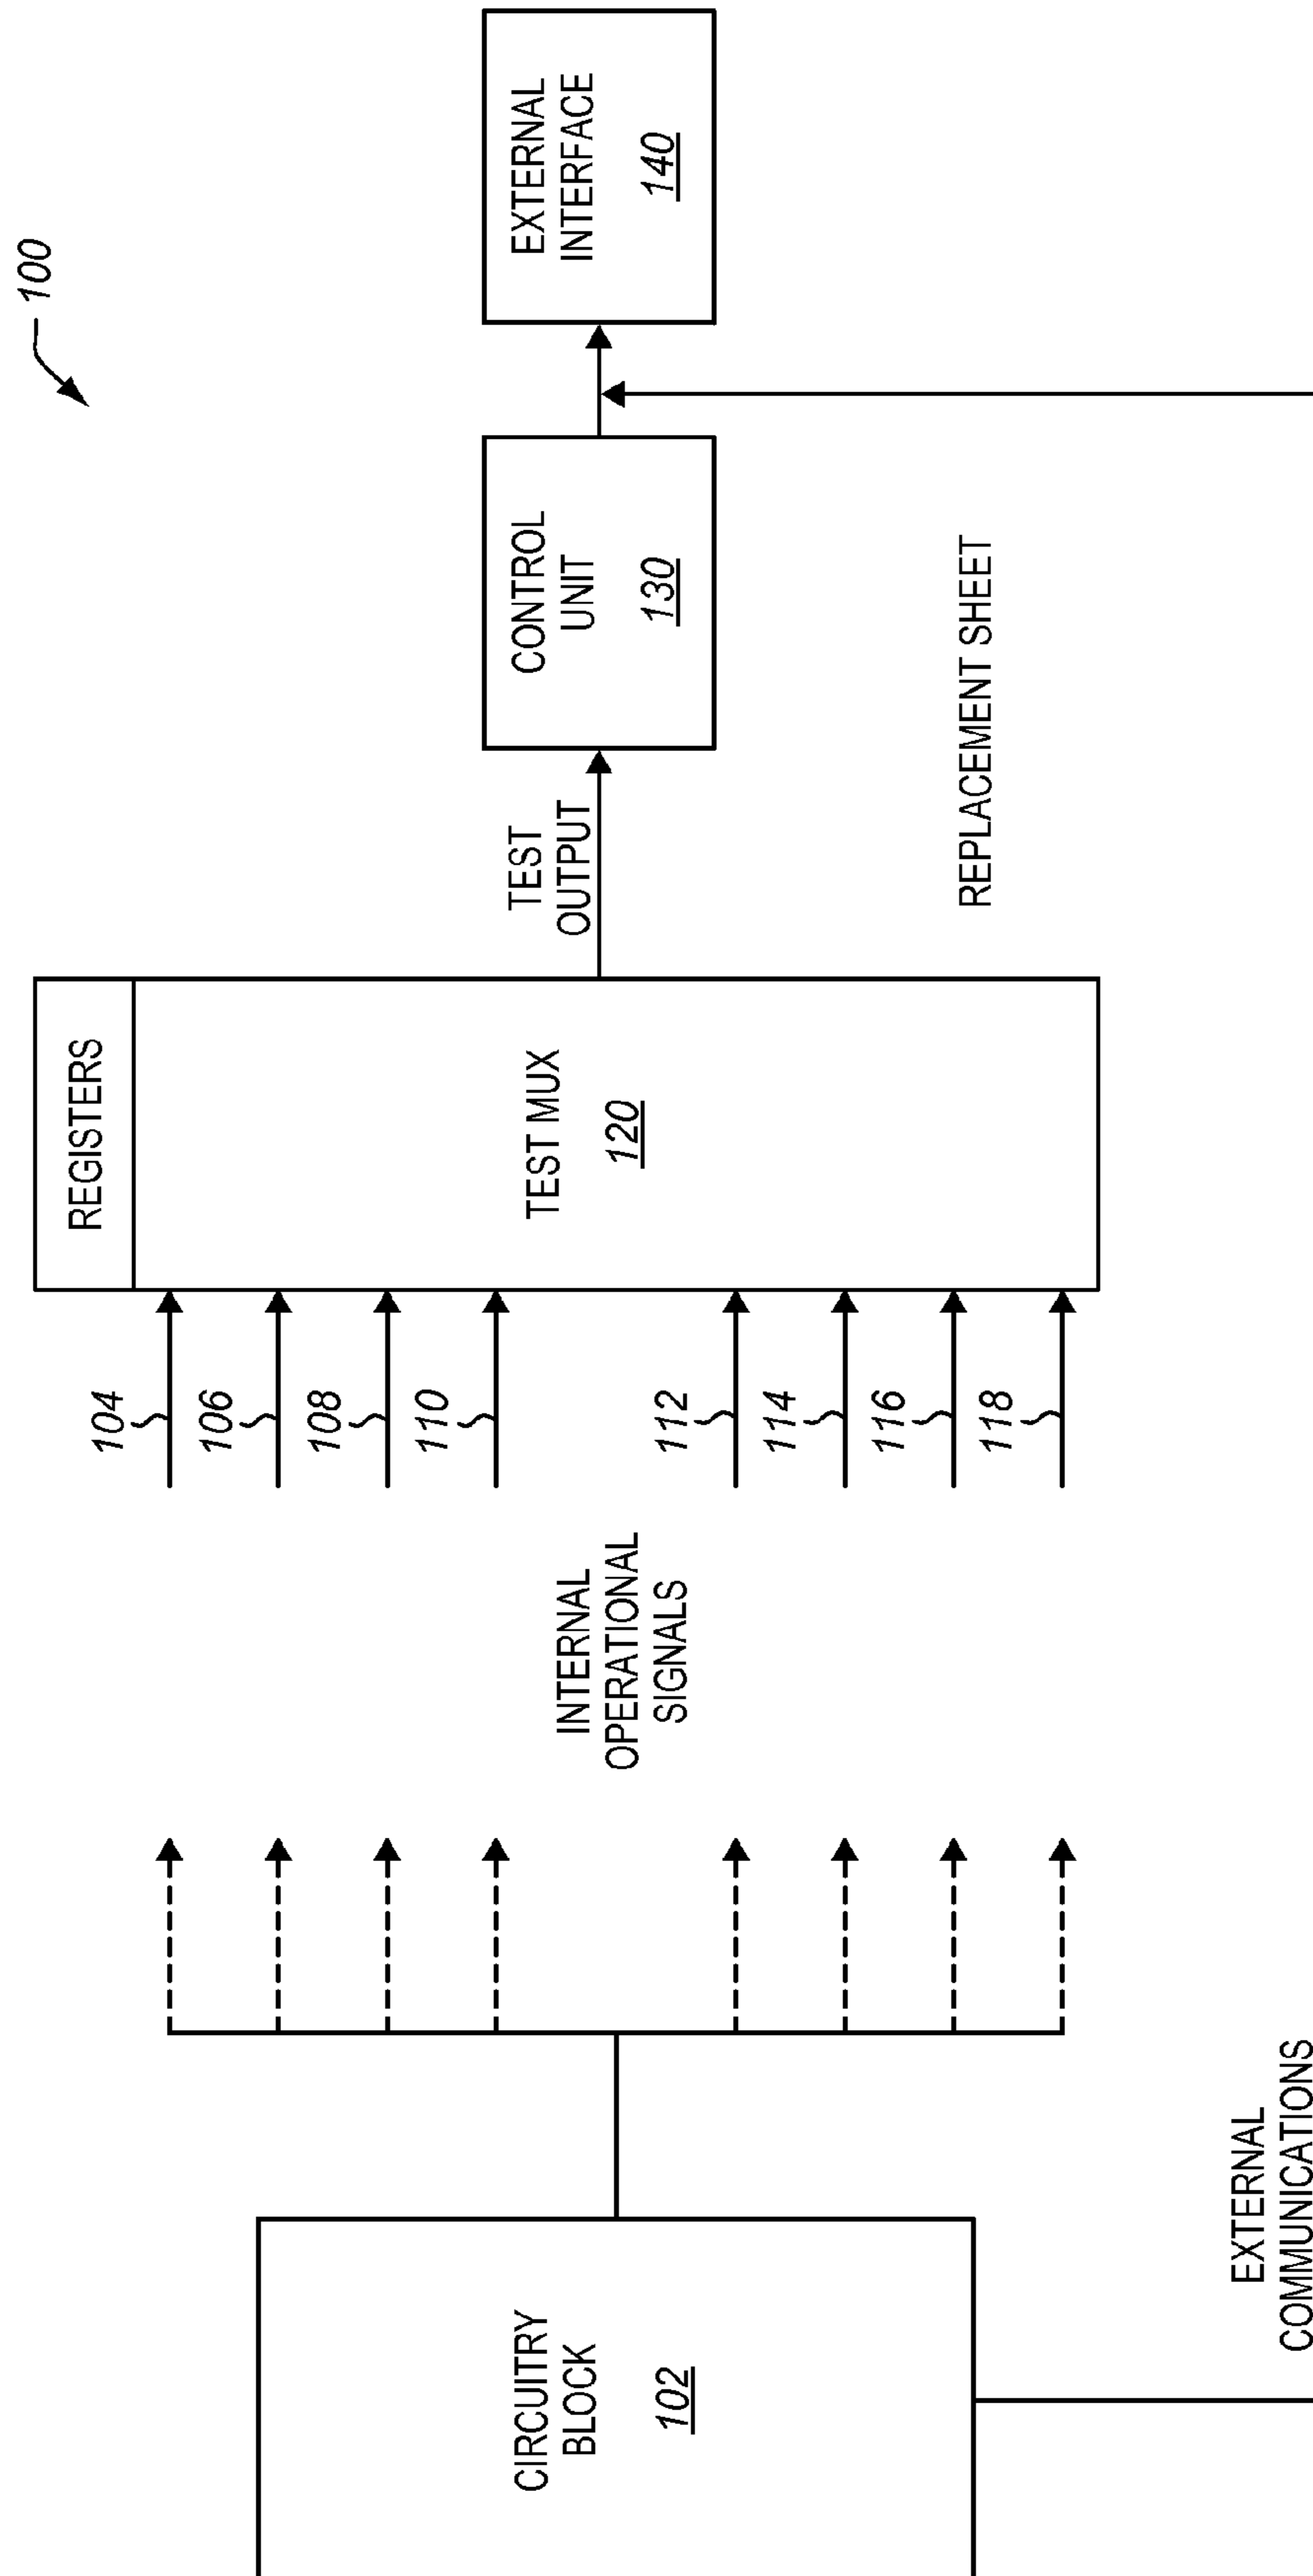 100
CIRCUITRY
BLOCK
102
EXTERNAL
COMMUNICATIONS
INTERNAL
OPERATIONAL
SIGNALS
104
106
108
110
112
114
116
118
REGISTERS
TEST MUX
120
TEST
OUTPUT
CONTROL
UNIT
130
EXTERNAL
INTERFACE
140
REPLACEMENT SHEET